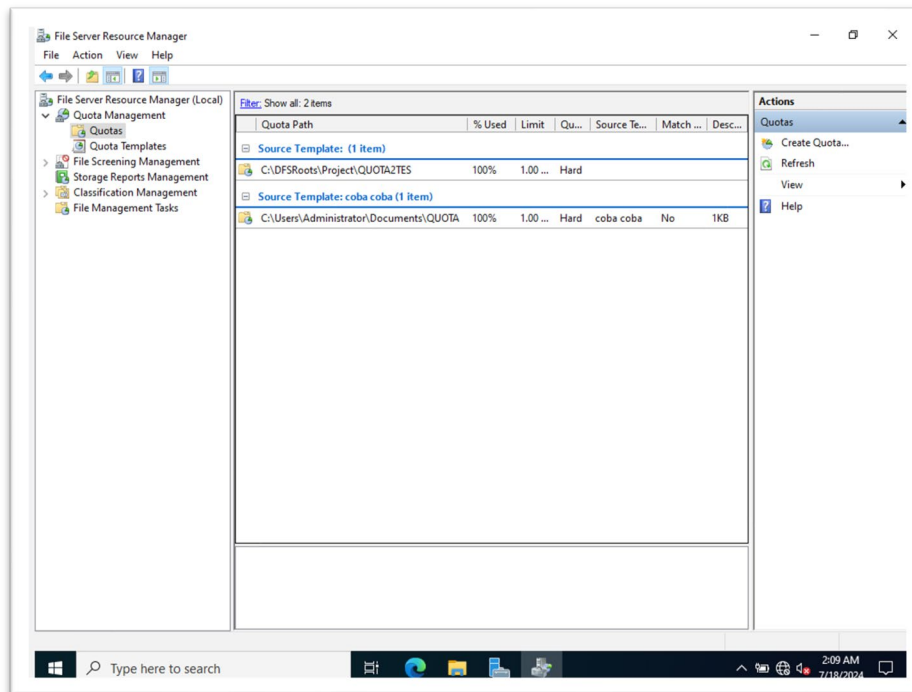 File Server Resource Manager
File Action View Help
File Server Resource Manager (Local)
Quota Management
Quotas
Quota Templates
File Screening Management
Storage Reports Management
Classification Management
File Management Tasks
Filter: Show all: 2 items
Quota Path % Used Limit Qu... Source Te... Match ... Desc...
Source Template: (1 item)
C:\DFSRoots\Project\QUOTA2TES 100% 1.00 ... Hard
Source Template: coba coba (1 item)
C:\Users\Administrator\Documents\QUOTA 100% 1.00 ... Hard coba coba No 1KB
Actions
Quotas
Create Quota...
Refresh
View
Help
Type here to search
2:09 AM
7/18/2024